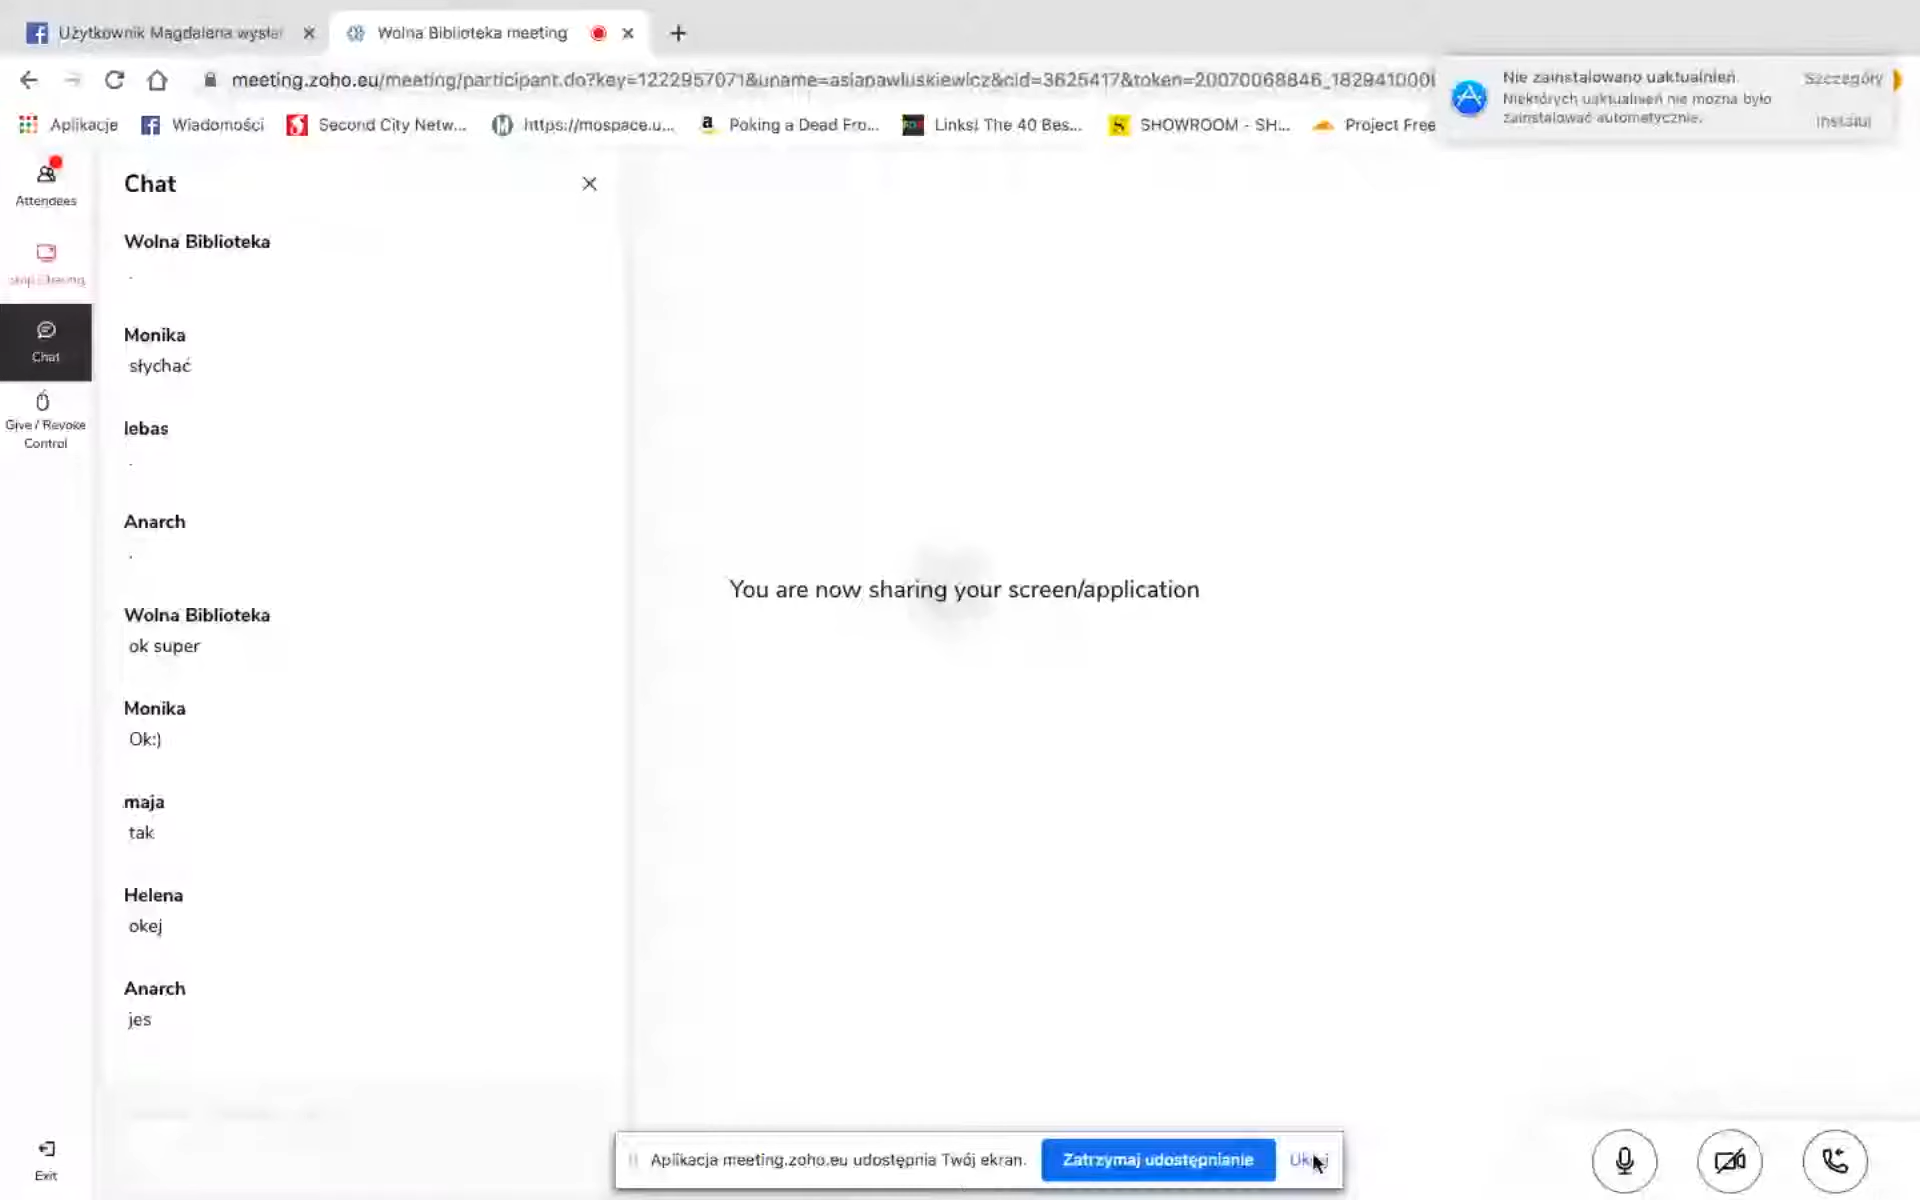 Użytkownik Magdalena wysłał
Wolna Biblioteka meeting
meeting.zoho.eu/meeting/participant.do?key=1222957071&uname=asiapawluskiewicz&cid=3625417&token=20070068846_182941000
Nie zainstalowano uaktualnień
Niektórych uaktualnień nie można było
zainstalować automatycznie.
Szczegóły
Instaluj
Aplikacje
Wiadomości
Second City Netw...
https://mospace.u...
Poking a Dead Fro...
Links! The 40 Bes...
SHOWROOM - SH...
Project Free
Attendees
Stop Sharing
Chat
Give / Revoke
Control
Exit
Chat
Wolna Biblioteka
.
Monika
słychać
lebas
.
Anarch
.
Wolna Biblioteka
ok super
Monika
Ok:)
maja
tak
Helena
okej
Anarch
jes
You are now sharing your screen/application
Aplikacja meeting.zoho.eu udostępnia Twój ekran.
Zatrzymaj udostępnianie